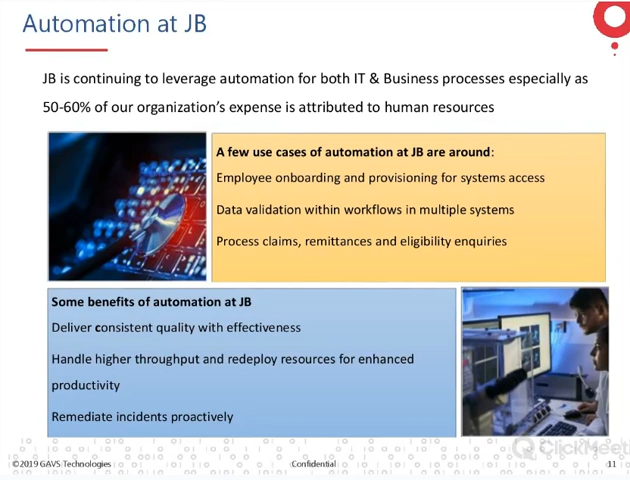 Automation at JB
JB is continuing to leverage automation for both IT & Business processes especially as
50-60% of our organization's expense is attributed to human resources
A few use cases of automation at JB are around:
Employee onboarding and provisioning for systems access
Data validation within workflows in multiple systems
Process claims, remittances and eligibility enquiries
Some benefits of automation at JB
Deliver consistent quality with effectiveness
Handle higher throughput and redeploy resources for enhanced
productivity
Remediate incidents proactively
ClickMeet
©2019 GAVS Technologies
Confidential
11